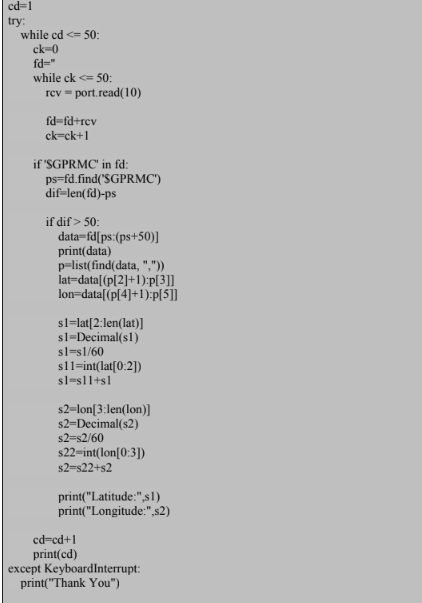 cd=1
try:
while cd <= 50:
ck=0
fd=''
while ck <= 50:
rcv = port.read(10)
fd=fd+rcv
ck=ck+1
if '$GPRMC' in fd:
ps=fd.find('$GPRMC')
dif=len(fd)-ps
if dif > 50:
data=fd[ps:(ps+50)]
print(data)
p=list(find(data, ","))
lat=data[(p[2]+1):p[3]]
lon=data[(p[4]+1):p[5]]
s1=lat[2:len(lat)]
s1=Decimal(s1)
s1=s1/60
s11=int(lat[0:2])
s1=s11+s1
s2=lon[3:len(lon)]
s2=Decimal(s2)
s2=s2/60
s22=int(lon[0:3])
s2=s22+s2
print("Latitude:",s1)
print("Longitude:",s2)
cd=cd+1
print(cd)
except KeyboardInterrupt:
print("Thank You")